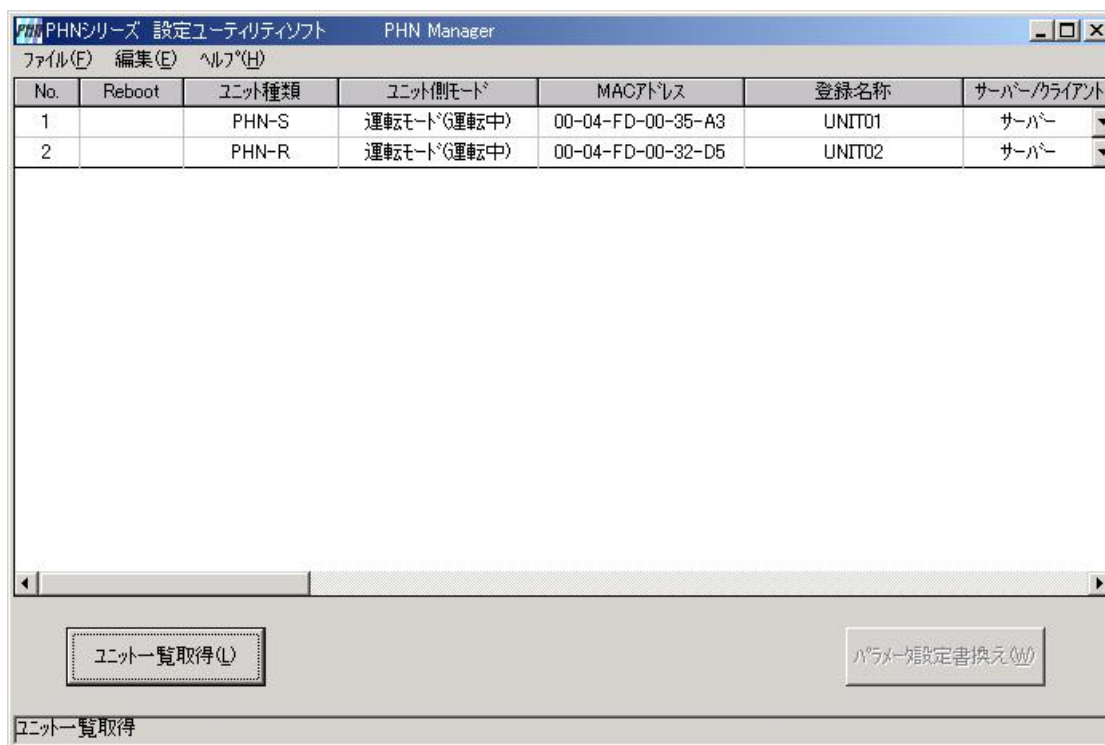 PHN PHNシリーズ 設定ユーティリティソフト PHN Manager
ファイル(F) 編集(E) ヘルプ(H)
No. Reboot ユニット種類 ユニット側モード MACアドレス 登録名称 サーバー/クライアント
1 PHN-S 運転モード(運転中) 00-04-FD-00-35-A3 UNIT01 サーバー
2 PHN-R 運転モード(運転中) 00-04-FD-00-32-D5 UNIT02 サーバー
ユニット一覧取得(L) パラメータ設定書換え(W)
ユニット一覧取得